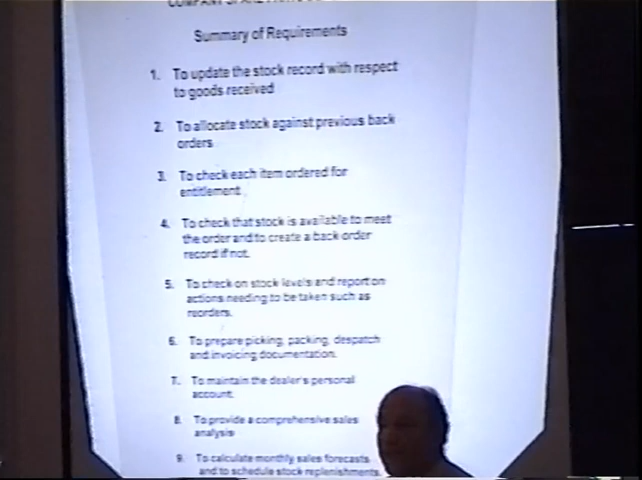 COMPANY
Summary of Requirements
1. To update the stock record with respect
to goods received
2. To allocate stock against previous back
orders
3. To check each item ordered for
entitlement
4. To check that stock is available to meet
the order and to create a back order
record if not.
5. To check on stock levels and report on
actions needing to be taken such as
reorders.
6. To prepare picking, packing, despatch
and invoicing documentation.
7. To maintain the dealer's personal
account.
8. To provide a comprehensive sales
analysis
9. To calculate monthly sales forecasts
and to schedule stock replenishments.